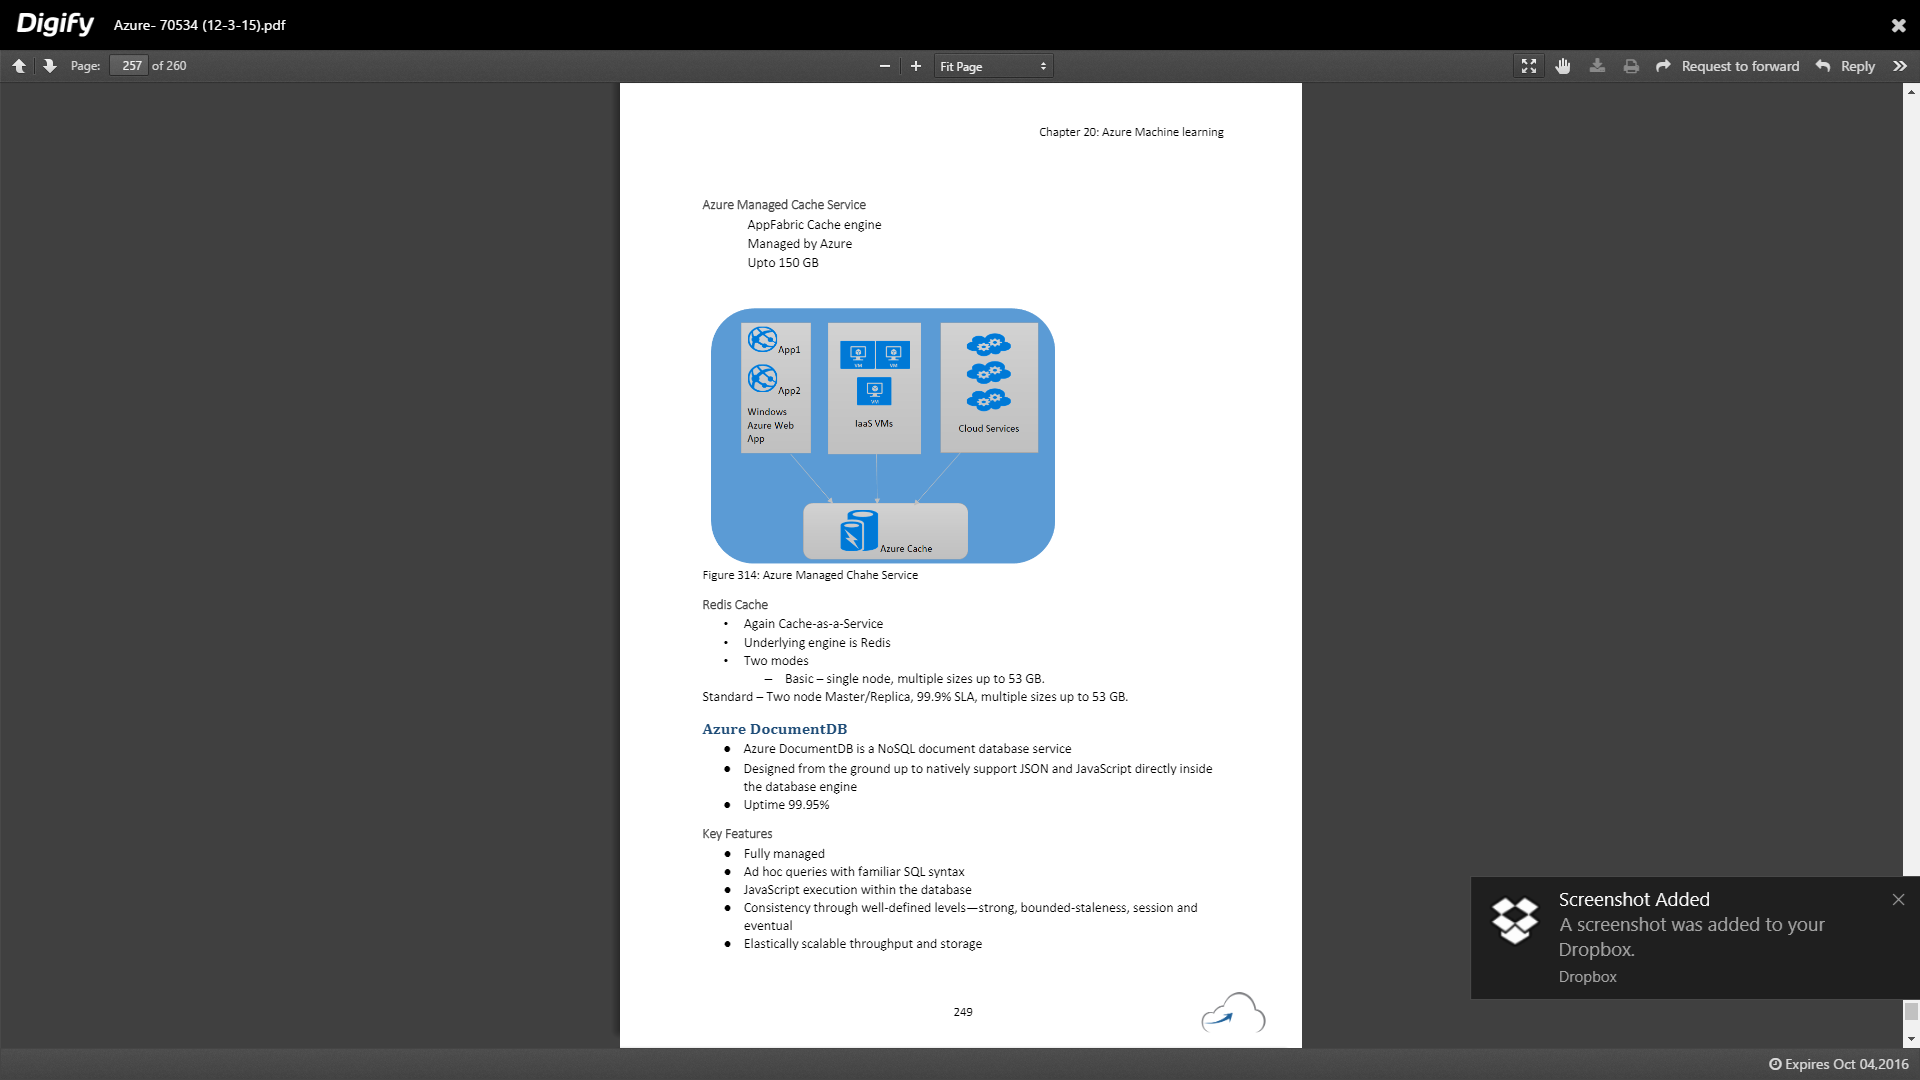 Digify Azure- 70534 (12-3-15).pdf
Page: 257 of 260
Fit Page
Request to forward
Reply
Chapter 20: Azure Machine learning
Azure Managed Cache Service
AppFabric Cache engine
Managed by Azure
Upto 150 GB
App1
App2
Windows
Azure Web
App
VM VM
VM
IaaS VMs
Cloud Services
Azure Cache
Figure 314: Azure Managed Chahe Service
Redis Cache
• Again Cache-as-a-Service
• Underlying engine is Redis
• Two modes
– Basic – single node, multiple sizes up to 53 GB.
Standard – Two node Master/Replica, 99.9% SLA, multiple sizes up to 53 GB.
Azure DocumentDB
● Azure DocumentDB is a NoSQL document database service
● Designed from the ground up to natively support JSON and JavaScript directly inside
the database engine
● Uptime 99.95%
Key Features
● Fully managed
● Ad hoc queries with familiar SQL syntax
● JavaScript execution within the database
● Consistency through well-defined levels—strong, bounded-staleness, session and
eventual
● Elastically scalable throughput and storage
249
Screenshot Added
A screenshot was added to your
Dropbox.
Dropbox
Expires Oct 04,2016